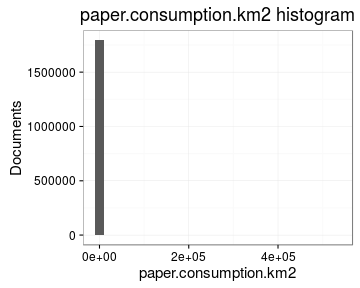 paper.consumption.km2 histogram
Documents
1500000
1000000
500000
0
0e+00 2e+05 4e+05
paper.consumption.km2